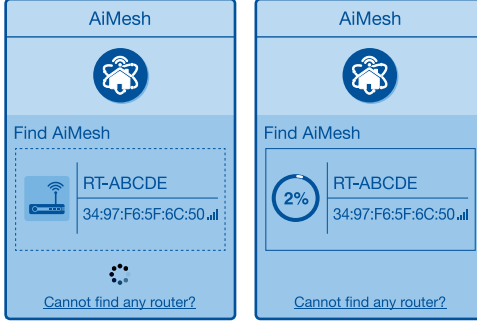 AiMesh
Find AiMesh
RT-ABCDE
34:97:F6:5F:6C:50
Cannot find any router?
AiMesh
Find AiMesh
2%
RT-ABCDE
34:97:F6:5F:6C:50
Cannot find any router?